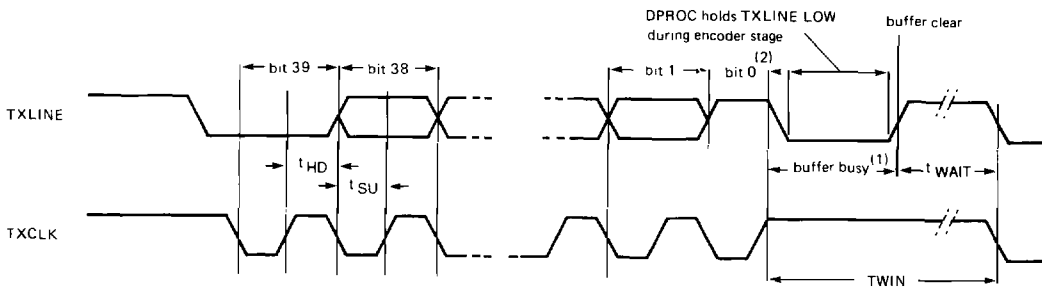 DPROC holds TXLINE LOW
during encoder stage
buffer clear
(2)
bit 39
bit 38
bit 1
bit 0
TXLINE
t HD
t SU
buffer busy (1)
t WAIT
TXCLK
TWIN